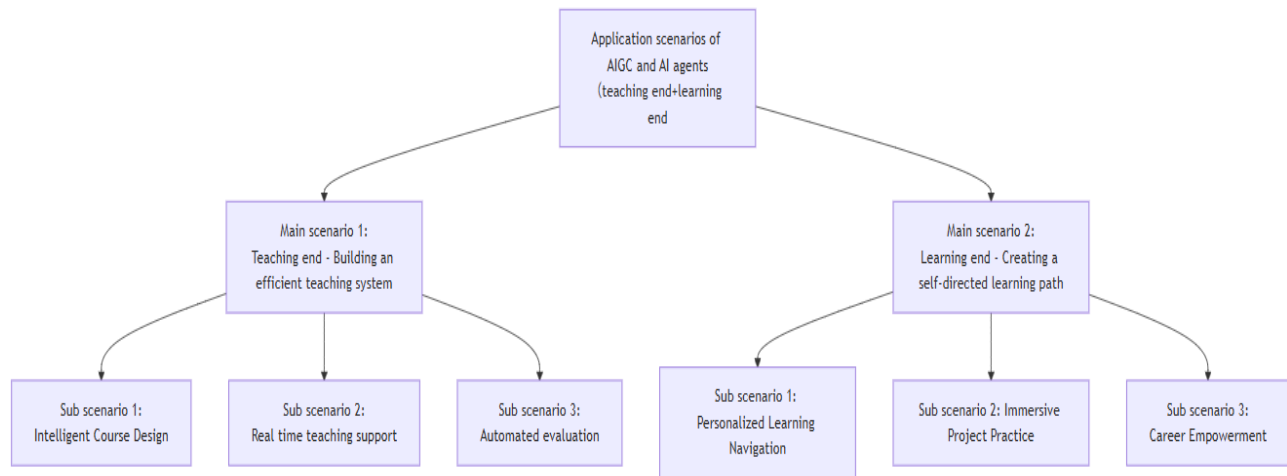 Application scenarios of
AIGC and AI agents
(teaching end+learning
end
Main scenario 1:
Teaching end - Building an
efficient teaching system
Main scenario 2:
Learning end - Creating a
self-directed learning path
Sub scenario 1:
Intelligent Course Design
Sub scenario 2:
Real time teaching support
Sub scenario 3:
Automated evaluation
Sub scenario 1:
Personalized Learning
Navigation
Sub scenario 2: Immersive
Project Practice
Sub scenario 3:
Career Empowerment